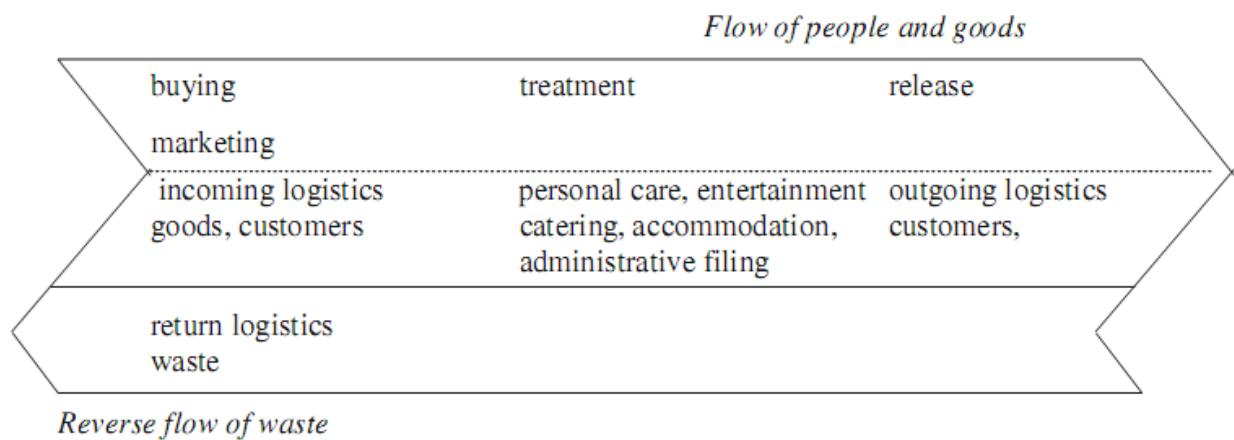 Flow of people and goods
buying treatment release
marketing
incoming logistics personal care, entertainment outgoing logistics
goods, customers catering, accommodation, customers,
administrative filing
return logistics
waste
Reverse flow of waste